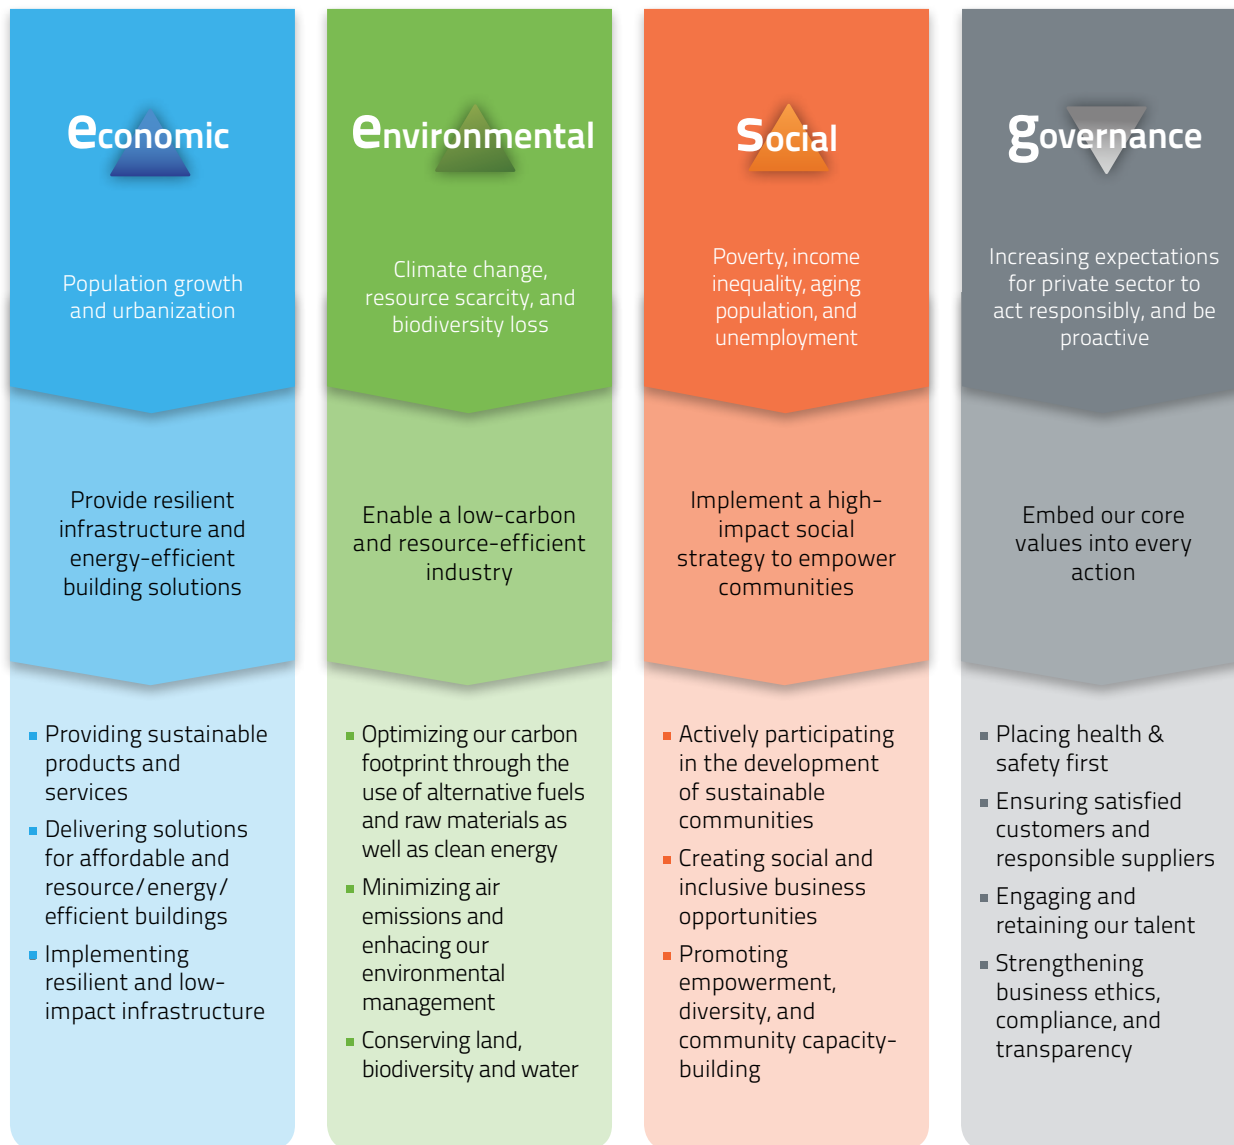 economic
Population growth
and urbanization
Provide resilient
infrastructure and
energy-efficient
building solutions
Providing sustainable
products and
services
Delivering solutions
for affordable and
resource/energy/
efficient buildings
Implementing
resilient and low-
impact infrastructure
environmental
Climate change,
resource scarcity, and
biodiversity loss
Enable a low-carbon
and resource-efficient
industry
Optimizing our carbon
footprint through the
use of alternative fuels
and raw materials as
well as clean energy
Minimizing air
emissions and
enhacing our
environmental
management
Conserving land,
biodiversity and water
social
Poverty, income
inequality, aging
population, and
unemployment
Implement a high-
impact social
strategy to empower
communities
Actively participating
in the development
of sustainable
communities
Creating social and
inclusive business
opportunities
Promoting
empowerment,
diversity, and
community capacity-
building
governance
Increasing expectations
for private sector to
act responsibly, and be
proactive
Embed our core
values into every
action
Placing health &
safety first
Ensuring satisfied
customers and
responsible suppliers
Engaging and
retaining our talent
Strengthening
business ethics,
compliance, and
transparency